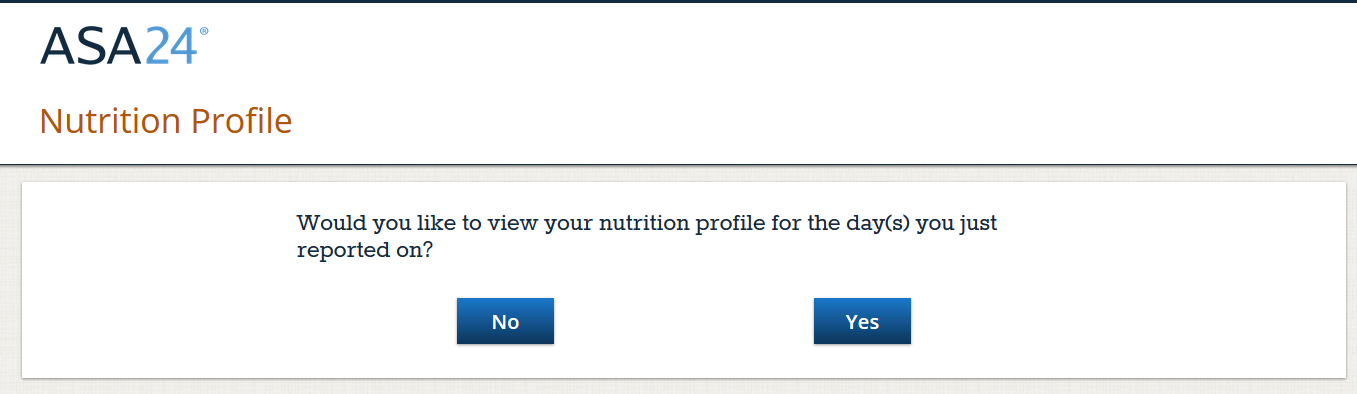 ASA24®
Nutrition Profile
Would you like to view your nutrition profile for the day(s) you just
reported on?
No
Yes